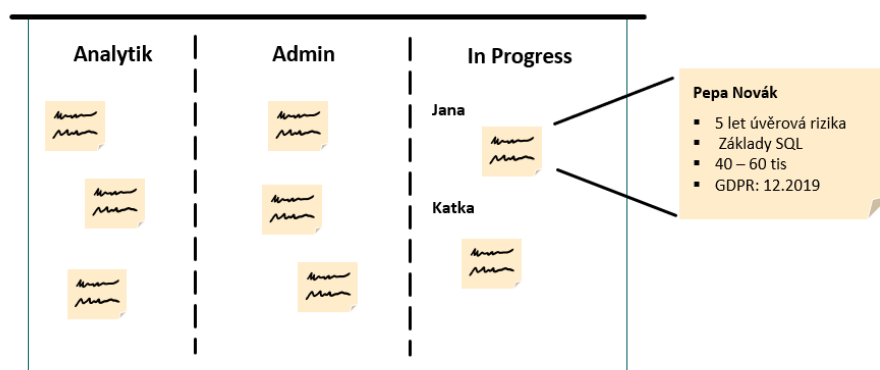 Analytik
Admin
In Progress
Jana
Katka
Pepa Novák
▪ 5 let úvěrová rizika
▪ Základy SQL
▪ 40 – 60 tis
▪ GDPR: 12.2019